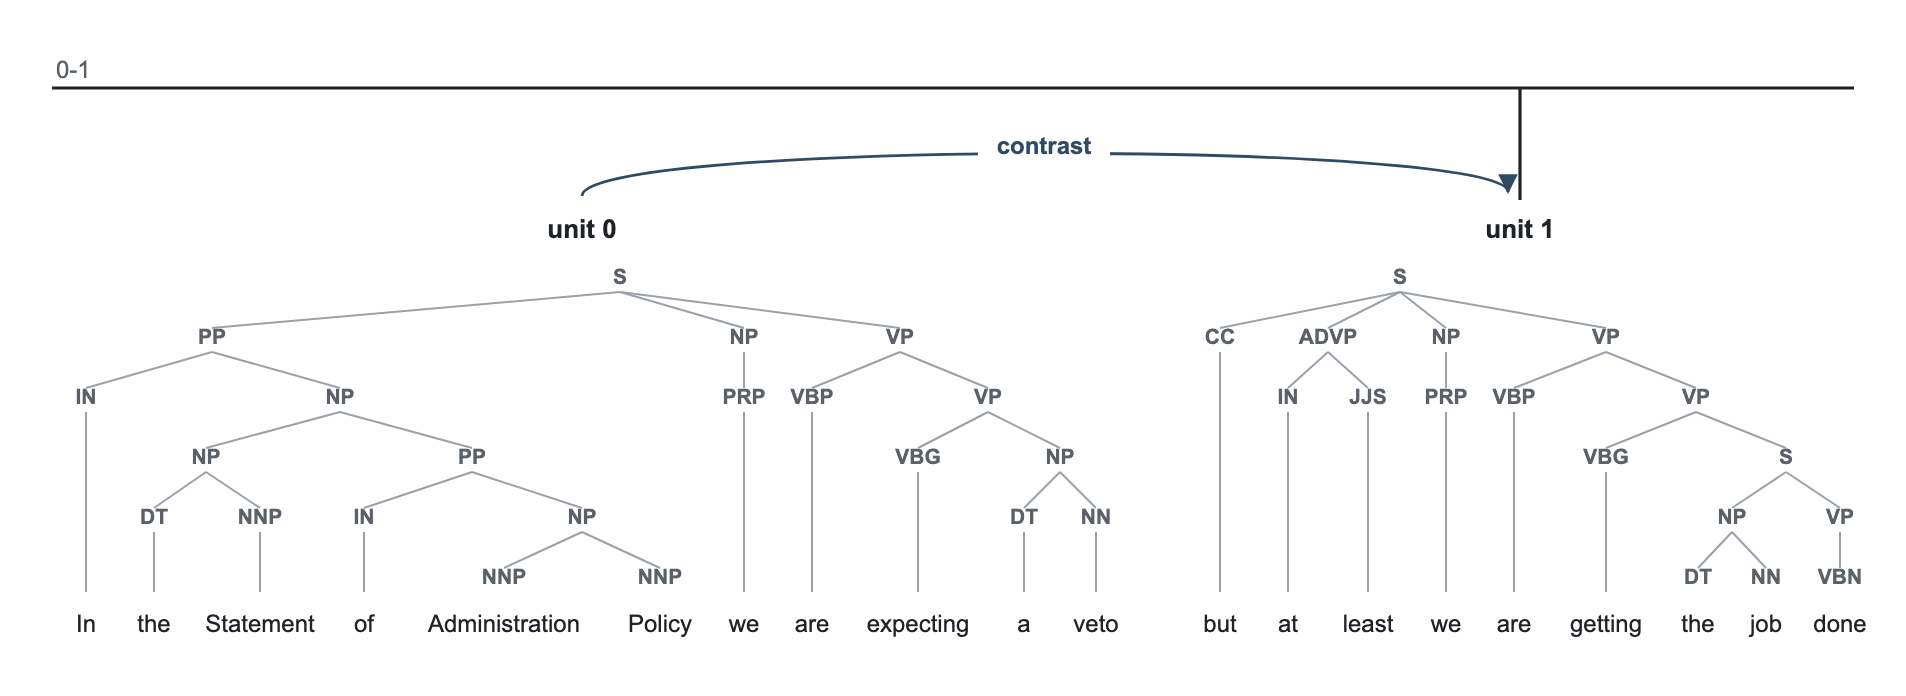 0-1
contrast
unit 0 unit 1
S S
PP NP VP CC ADVP NP VP
IN NP PRP VBP VP IN JJS PRP VBP VP
NP PP VBG NP VBG S
DT NNP IN NP DT NN NP VP
NNP NNP DT NN VBN
In the Statement of Administration Policy we are expecting a veto but at least we are getting the job done